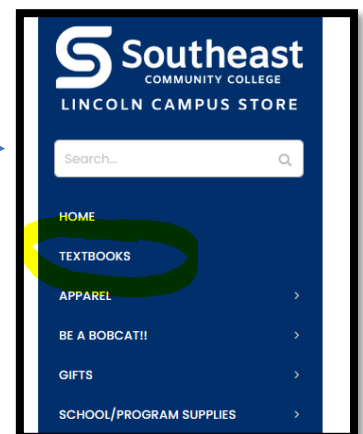 Southeast
COMMUNITY COLLEGE
LINCOLN CAMPUS STORE
Search...
HOME
TEXTBOOKS
APPAREL
BE A BOBCAT!!
GIFTS
SCHOOL/PROGRAM SUPPLIES